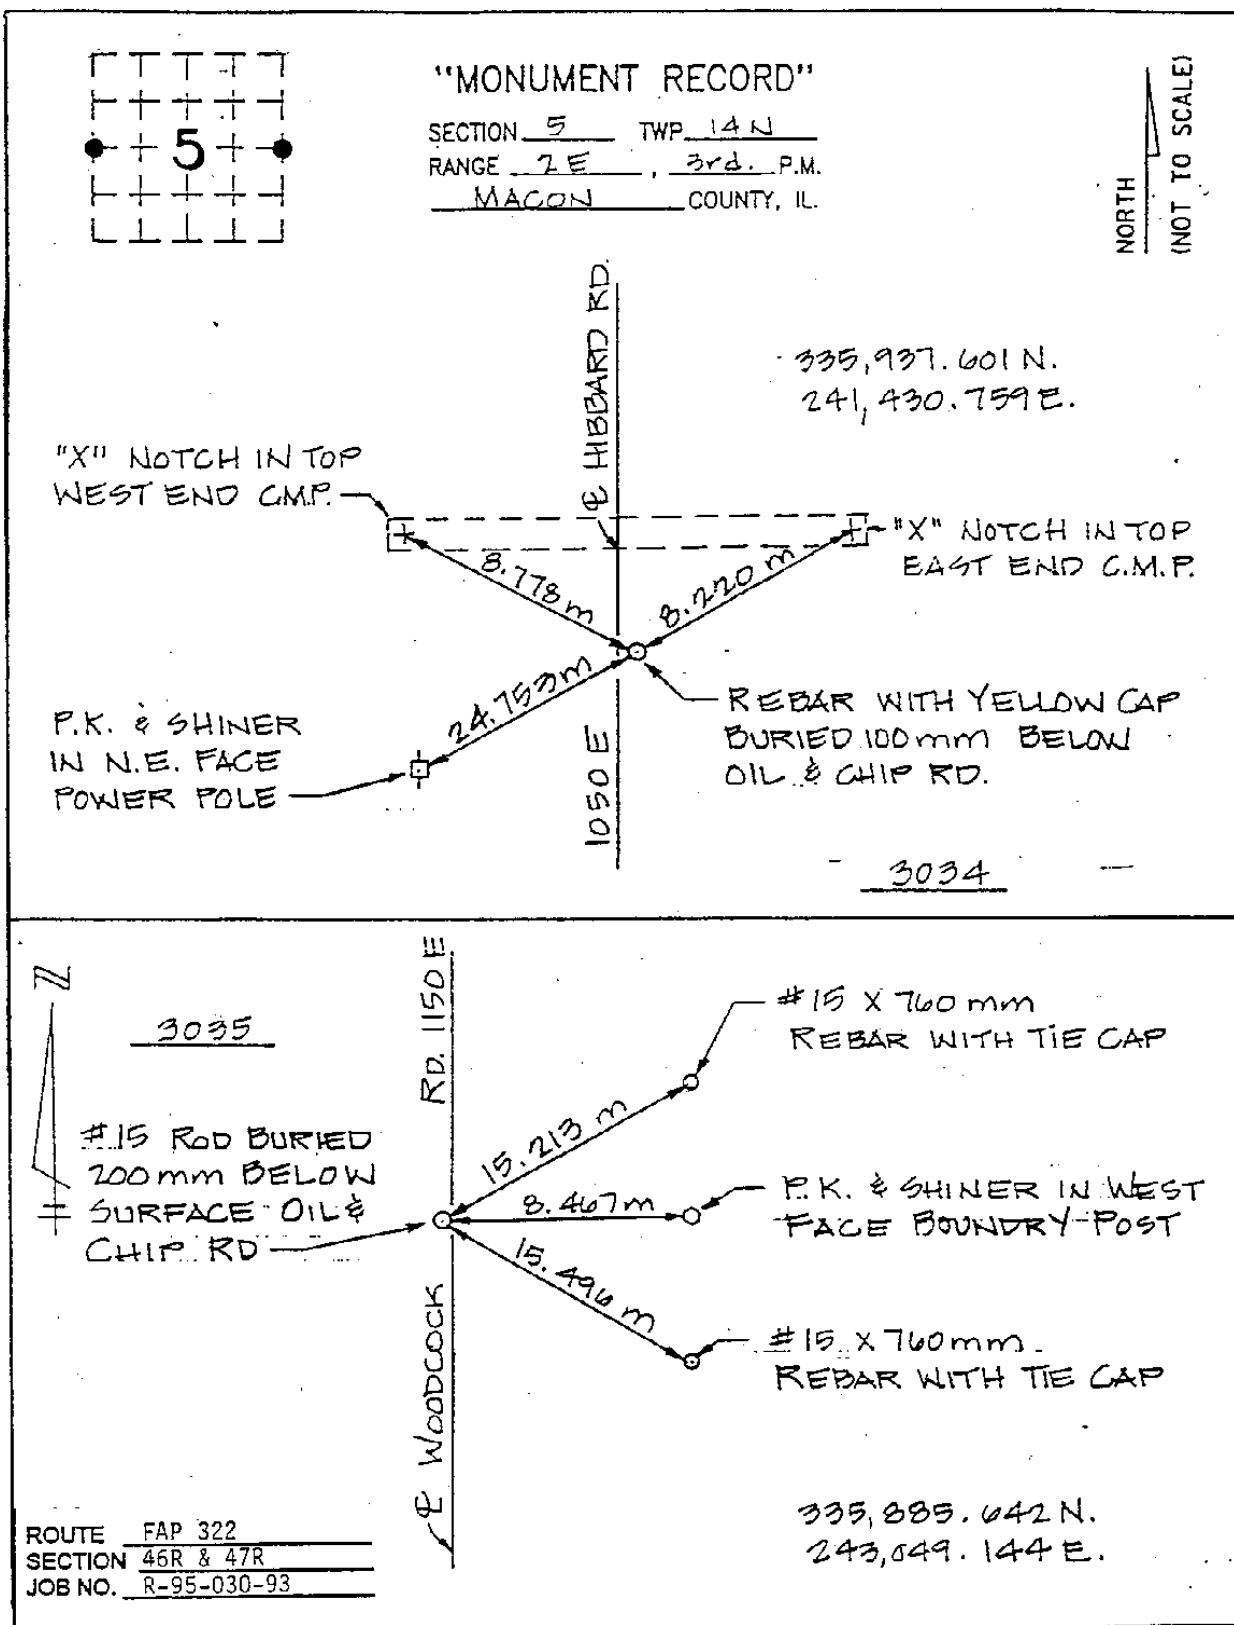 "MONUMENT RECORD"
SECTION 5 TWP. 14 N
RANGE 2 E, 3rd. P.M.
MACON COUNTY, IL.
5
NORTH
(NOT TO SCALE)
335,937.601 N.
241,430.759 E.
℄ HIBBARD RD.
"X" NOTCH IN TOP
WEST END C.M.P.
"X" NOTCH IN TOP
EAST END C.M.P.
8.778 m
8.220 m
24.753 m
P.K. & SHINER
IN N.E. FACE
POWER POLE
REBAR WITH YELLOW CAP
BURIED 100 mm BELOW
OIL & CHIP RD.
1050 E
3034
N
3035
RD. 1150 E
#15 X 760 mm
REBAR WITH TIE CAP
#15 ROD BURIED
200 mm BELOW
SURFACE OIL &
CHIP RD
15.213 m
8.467 m
15.496 m
P.K. & SHINER IN WEST
FACE BOUNDRY POST
#15 X 760 mm
REBAR WITH TIE CAP
℄ WOODCOCK
335,885.642 N.
243,049.144 E.
ROUTE FAP 322
SECTION 46R & 47R
JOB NO. R-95-030-93